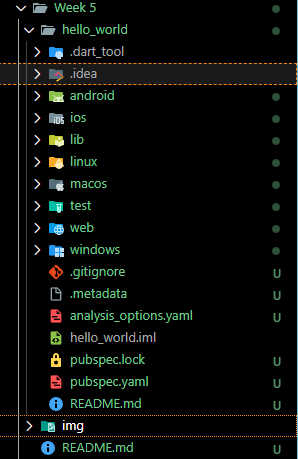 Week 5
hello_world
.dart_tool
.idea
android
ios
lib
linux
macos
test
web
windows
.gitignore U
.metadata U
analysis_options.yaml U
hello_world.iml
pubspec.lock U
pubspec.yaml U
README.md U
img
README.md U